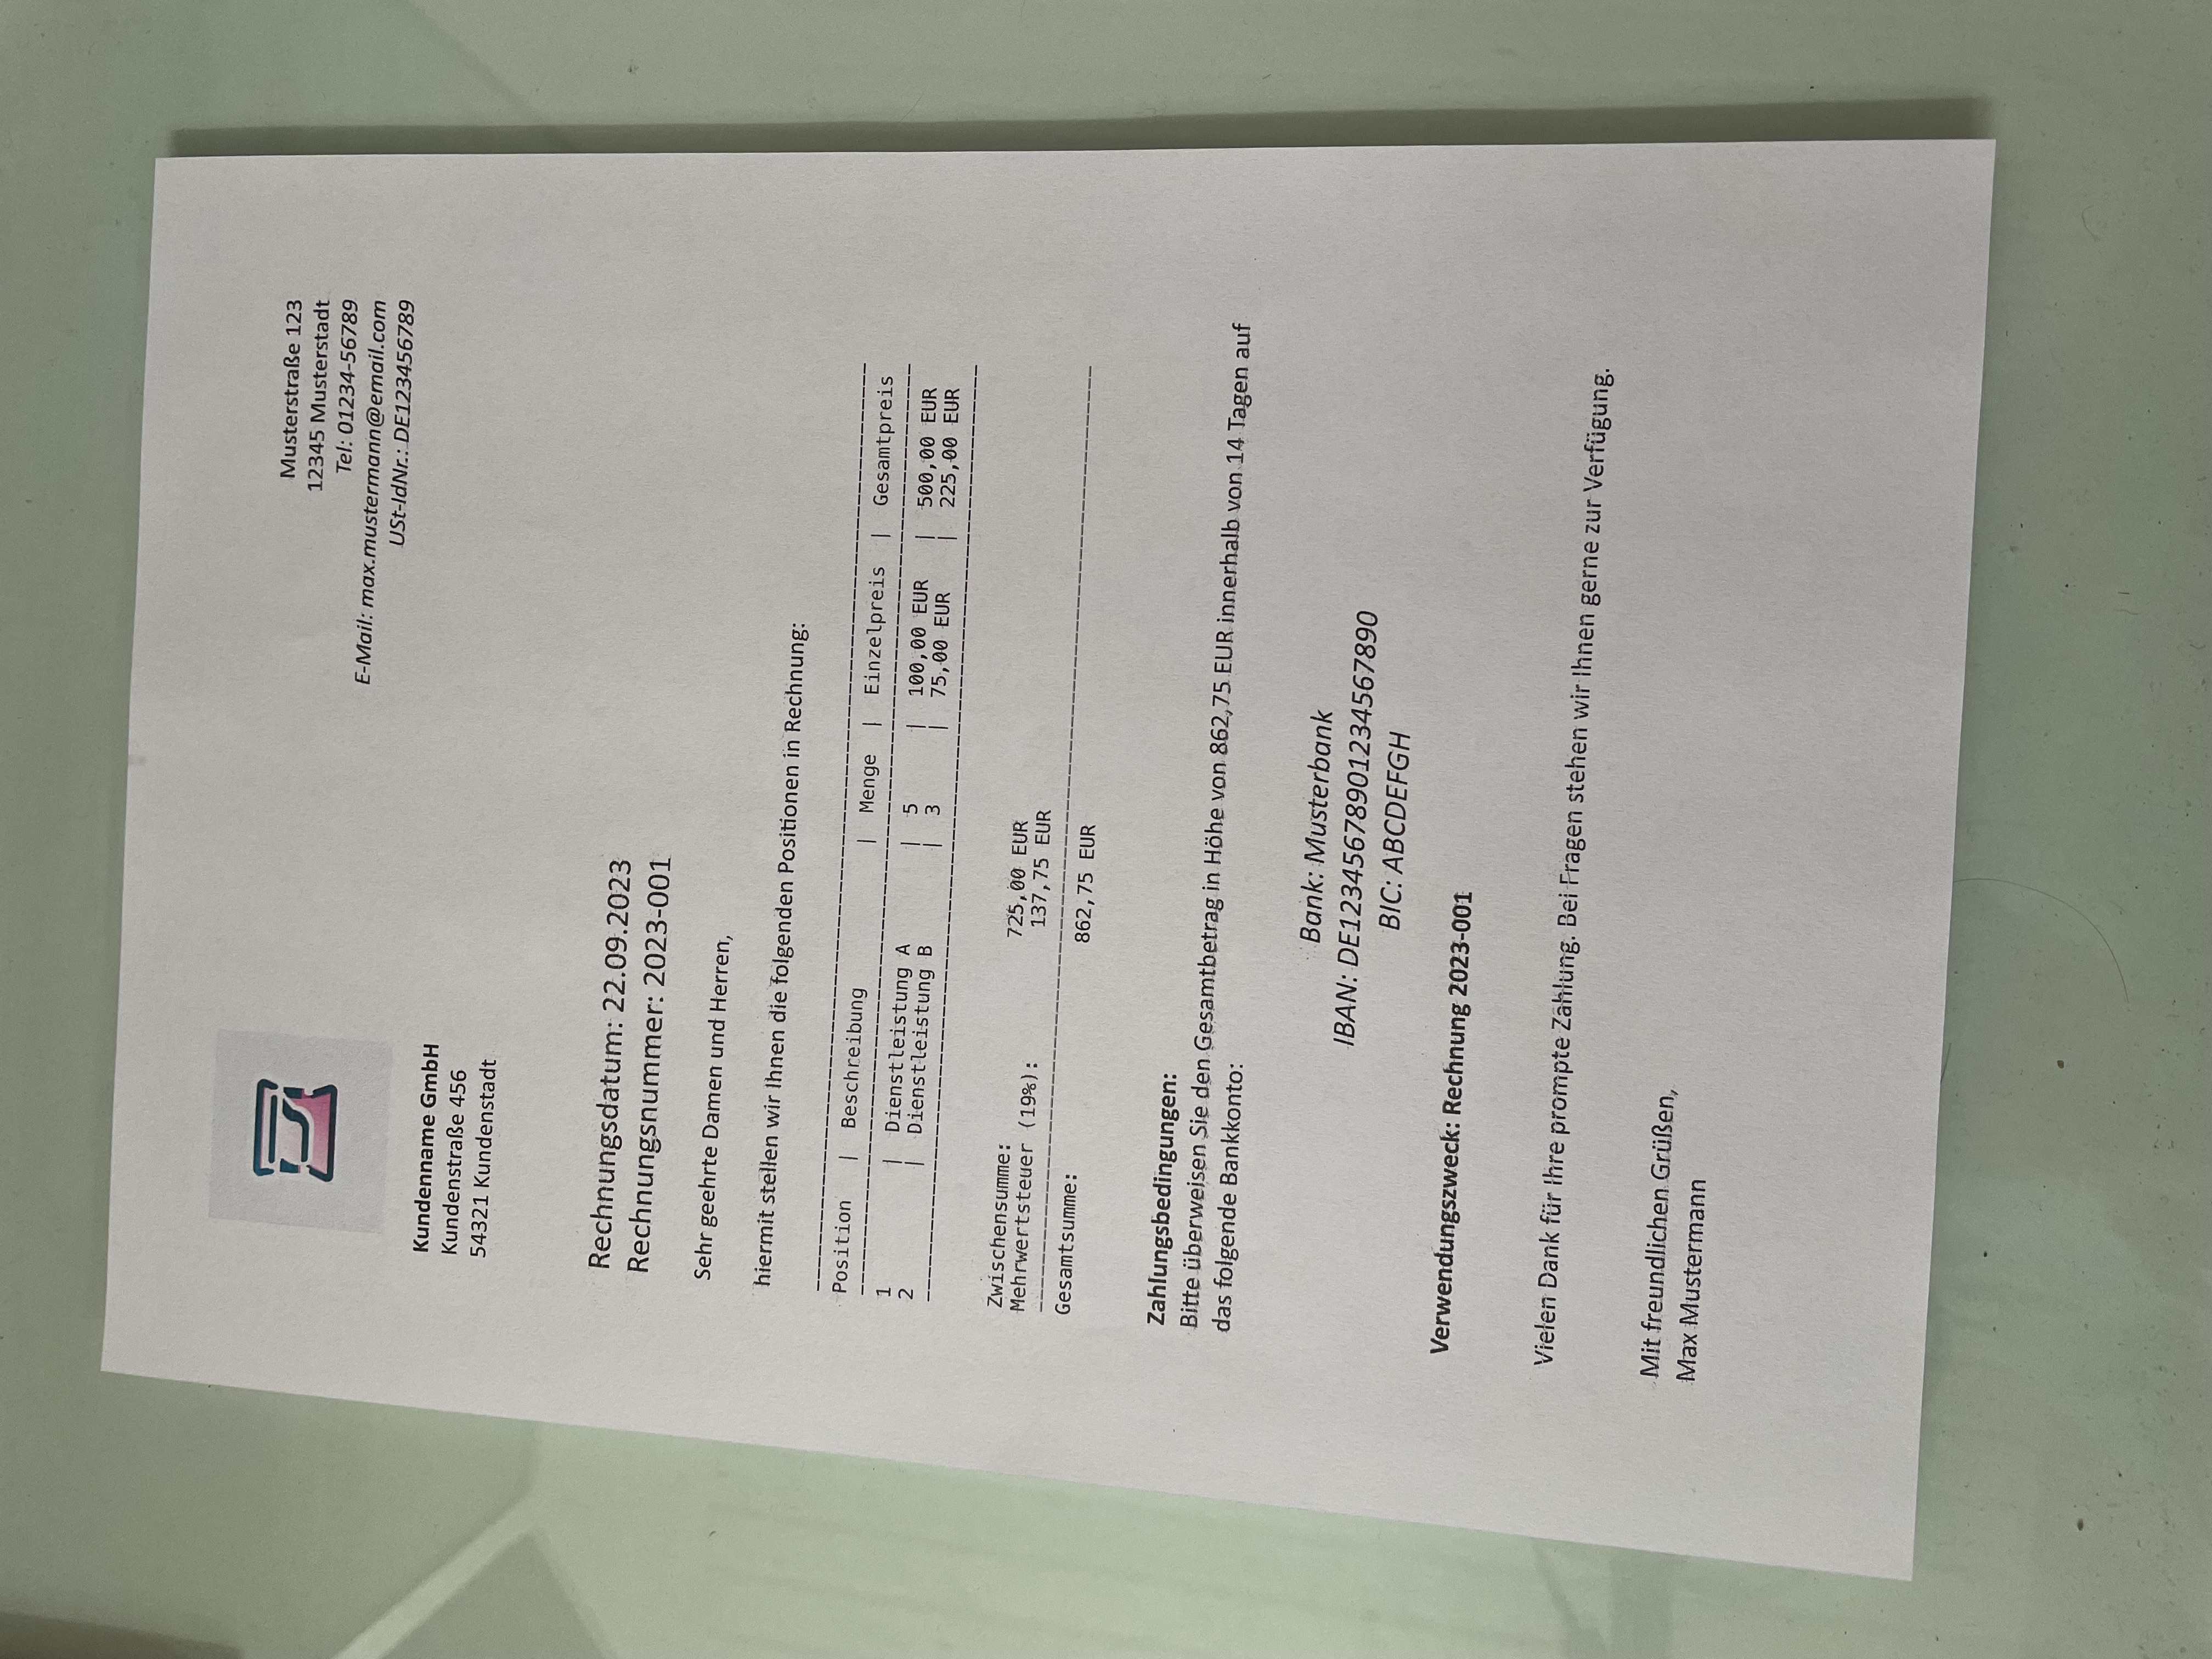 Musterstraße 123
12345 Musterstadt
Tel: 01234-56789
E-Mail: max.mustermann@email.com
USt-IdNr.: DE123456789
Kundenname GmbH
Kundenstraße 456
54321 Kundenstadt
Rechnungsdatum: 22.09.2023
Rechnungsnummer: 2023-001
Sehr geehrte Damen und Herren,
hiermit stellen wir Ihnen die folgenden Positionen in Rechnung:
Position | Beschreibung | Menge | Einzelpreis | Gesamtpreis
1 | Dienstleistung A | 5 | 100,00 EUR | 500,00 EUR
2 | Dienstleistung B | 3 | 75,00 EUR | 225,00 EUR
Zwischensumme: 725,00 EUR
Mehrwertsteuer (19%): 137,75 EUR
Gesamtsumme: 862,75 EUR
Zahlungsbedingungen:
Bitte überweisen Sie den Gesamtbetrag in Höhe von 862,75 EUR innerhalb von 14 Tagen auf
das folgende Bankkonto:
Bank: Musterbank
IBAN: DE12345678901234567890
BIC: ABCDEFGH
Verwendungszweck: Rechnung 2023-001
Vielen Dank für Ihre prompte Zahlung. Bei Fragen stehen wir Ihnen gerne zur Verfügung.
Mit freundlichen Grüßen,
Max Mustermann